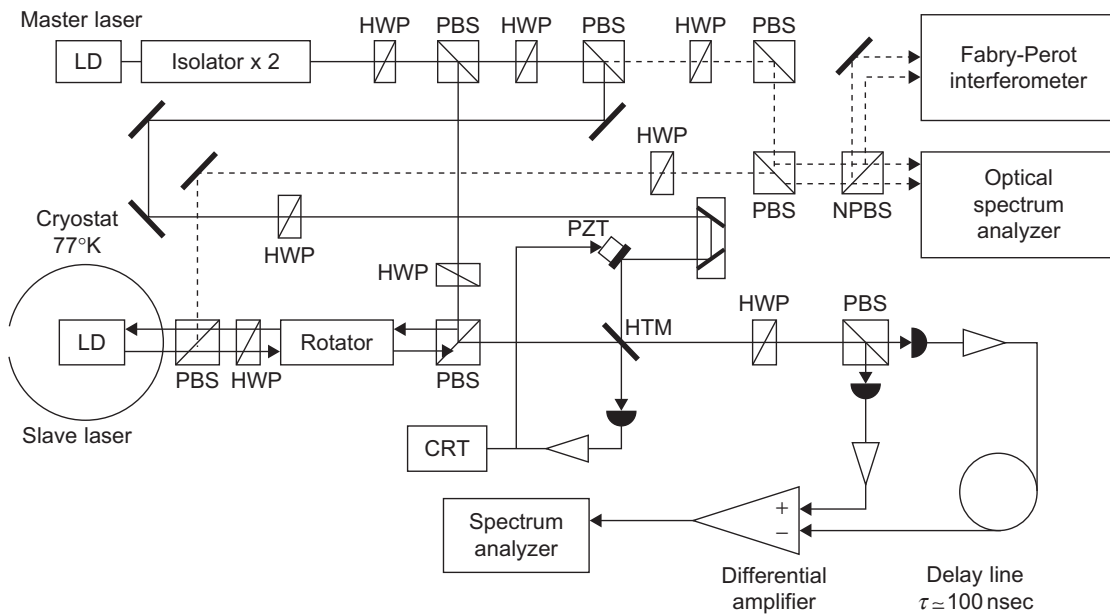 Master laser
LD
Isolator x 2
HWP
PBS
HWP
PBS
HWP
PBS
Fabry-Perot
interferometer
HWP
PBS
NPBS
Optical
spectrum
analyzer
Cryostat
77°K
HWP
PZT
HWP
LD
PBS
HWP
Rotator
PBS
HTM
HWP
PBS
Slave laser
CRT
Spectrum
analyzer
+
−
Differential
amplifier
Delay line
τ ≃ 100 nsec